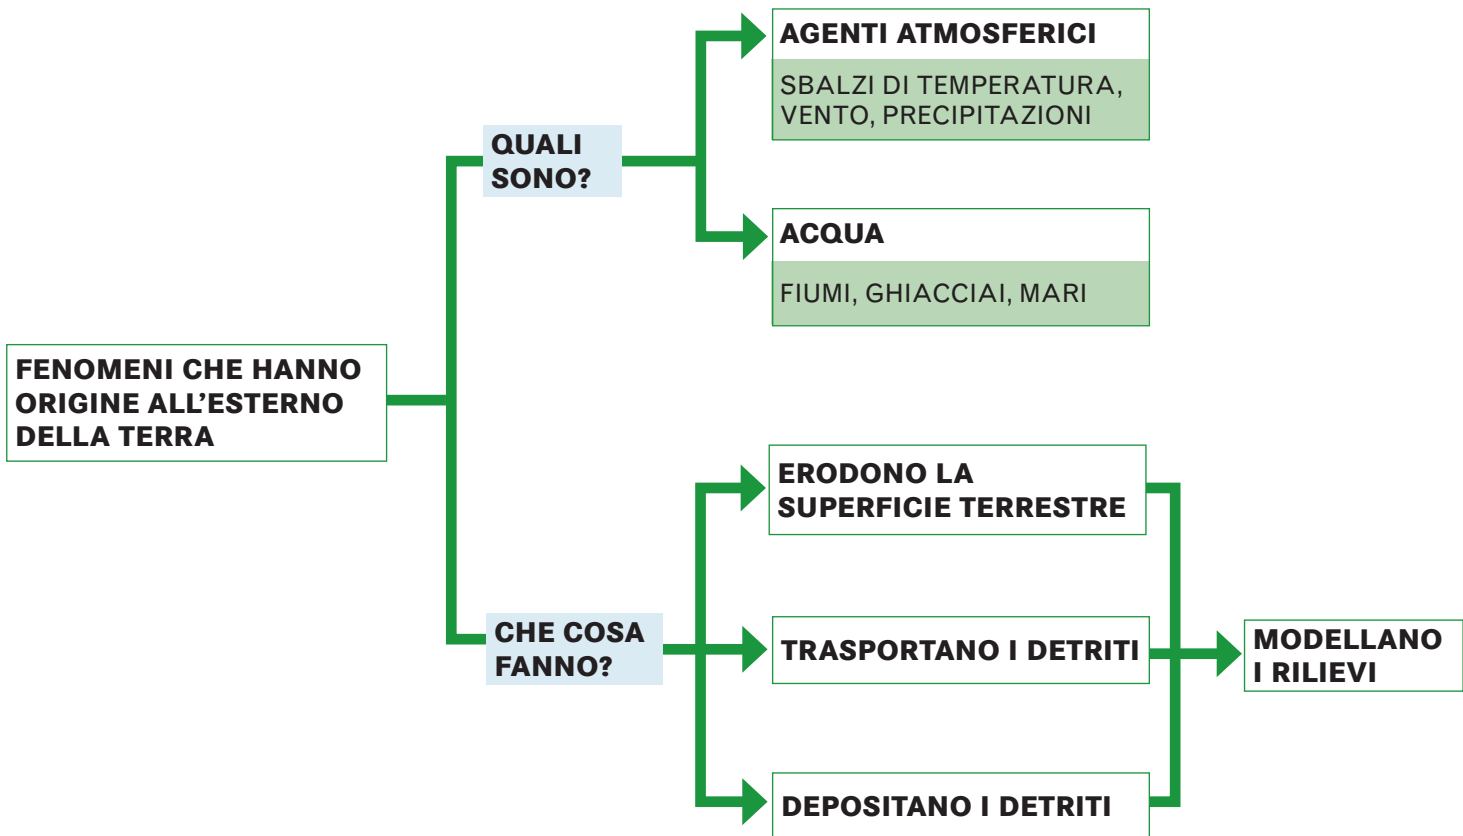 FENOMENI CHE HANNO
ORIGINE ALL’ESTERNO
DELLA TERRA
QUALI
SONO?
AGENTI ATMOSFERICI
SBALZI DI TEMPERATURA,
VENTO, PRECIPITAZIONI
ACQUA
FIUMI, GHIACCIAI, MARI
CHE COSA
FANNO?
ERODONO LA
SUPERFICIE TERRESTRE
TRASPORTANO I DETRITI
DEPOSITANO I DETRITI
MODELLANO
I RILIEVI